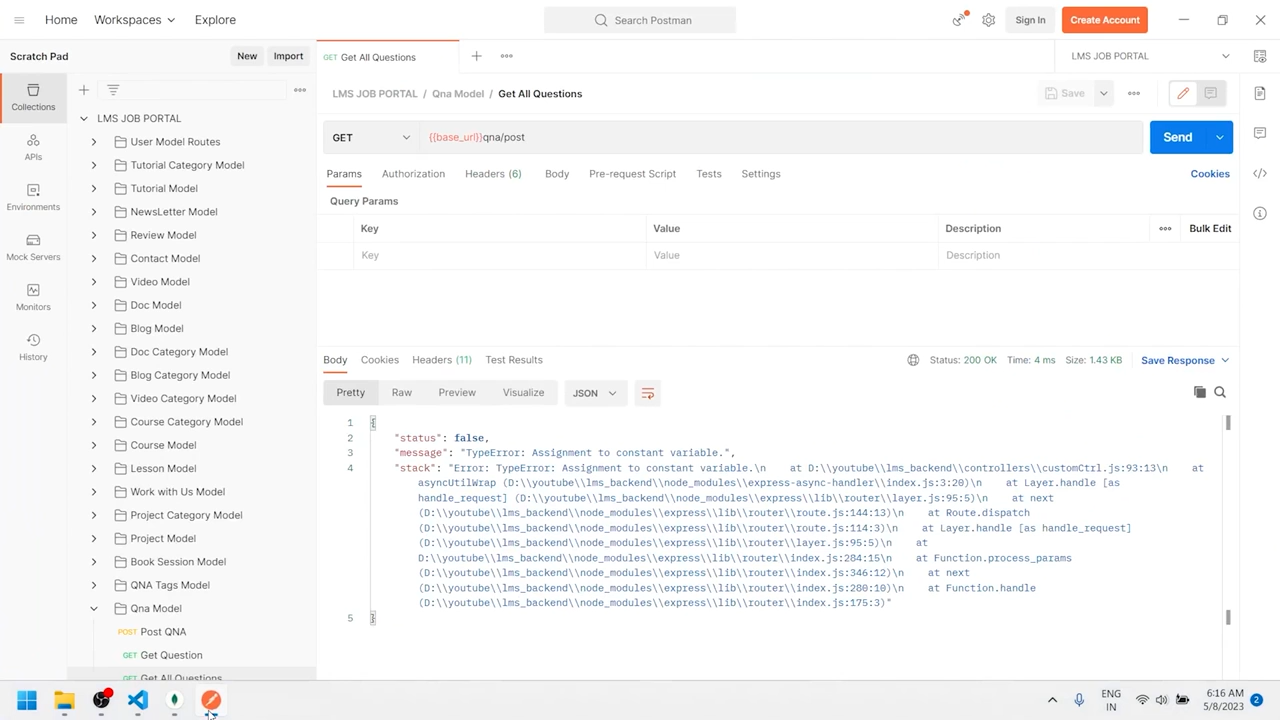 Home
Workspaces
Explore
Search Postman
Sign In
Create Account
Scratch Pad
New
Import
GET Get All Questions
LMS JOB PORTAL
Collections
APIs
Environments
Mock Servers
Monitors
History
LMS JOB PORTAL
User Model Routes
Tutorial Category Model
Tutorial Model
NewsLetter Model
Review Model
Contact Model
Video Model
Doc Model
Blog Model
Doc Category Model
Blog Category Model
Video Category Model
Course Category Model
Course Model
Lesson Model
Work with Us Model
Project Category Model
Project Model
Book Session Model
QNA Tags Model
Qna Model
POST Post QNA
GET Get Question
GET Get All Questions
LMS JOB PORTAL / Qna Model / Get All Questions
Save
GET
{{base_url}}qna/post
Send
Params
Authorization
Headers (6)
Body
Pre-request Script
Tests
Settings
Cookies
Query Params
Key
Value
Description
Bulk Edit
Key
Value
Description
Body
Cookies
Headers (11)
Test Results
Status: 200 OK
Time: 4 ms
Size: 1.43 KB
Save Response
Pretty
Raw
Preview
Visualize
JSON
1 {
2 "status": false,
3 "message": "TypeError: Assignment to constant variable.",
4 "stack": "Error: TypeError: Assignment to constant variable.\n    at D:\\youtube\\lms_backend\\controllers\\customCtrl.js:93:13\n    at
asyncUtilWrap (D:\\youtube\\lms_backend\\node_modules\\express-async-handler\\index.js:3:20)\n    at Layer.handle [as
handle_request] (D:\\youtube\\lms_backend\\node_modules\\express\\lib\\router\\layer.js:95:5)\n    at next
(D:\\youtube\\lms_backend\\node_modules\\express\\lib\\router\\route.js:144:13)\n    at Route.dispatch
(D:\\youtube\\lms_backend\\node_modules\\express\\lib\\router\\route.js:114:3)\n    at Layer.handle [as handle_request]
(D:\\youtube\\lms_backend\\node_modules\\express\\lib\\router\\layer.js:95:5)\n    at
D:\\youtube\\lms_backend\\node_modules\\express\\lib\\router\\index.js:284:15\n    at Function.process_params
(D:\\youtube\\lms_backend\\node_modules\\express\\lib\\router\\index.js:346:12)\n    at next
(D:\\youtube\\lms_backend\\node_modules\\express\\lib\\router\\index.js:280:10)\n    at Function.handle
(D:\\youtube\\lms_backend\\node_modules\\express\\lib\\router\\index.js:175:3)"
5 }
ENG
IN
6:16 AM
5/8/2023
2